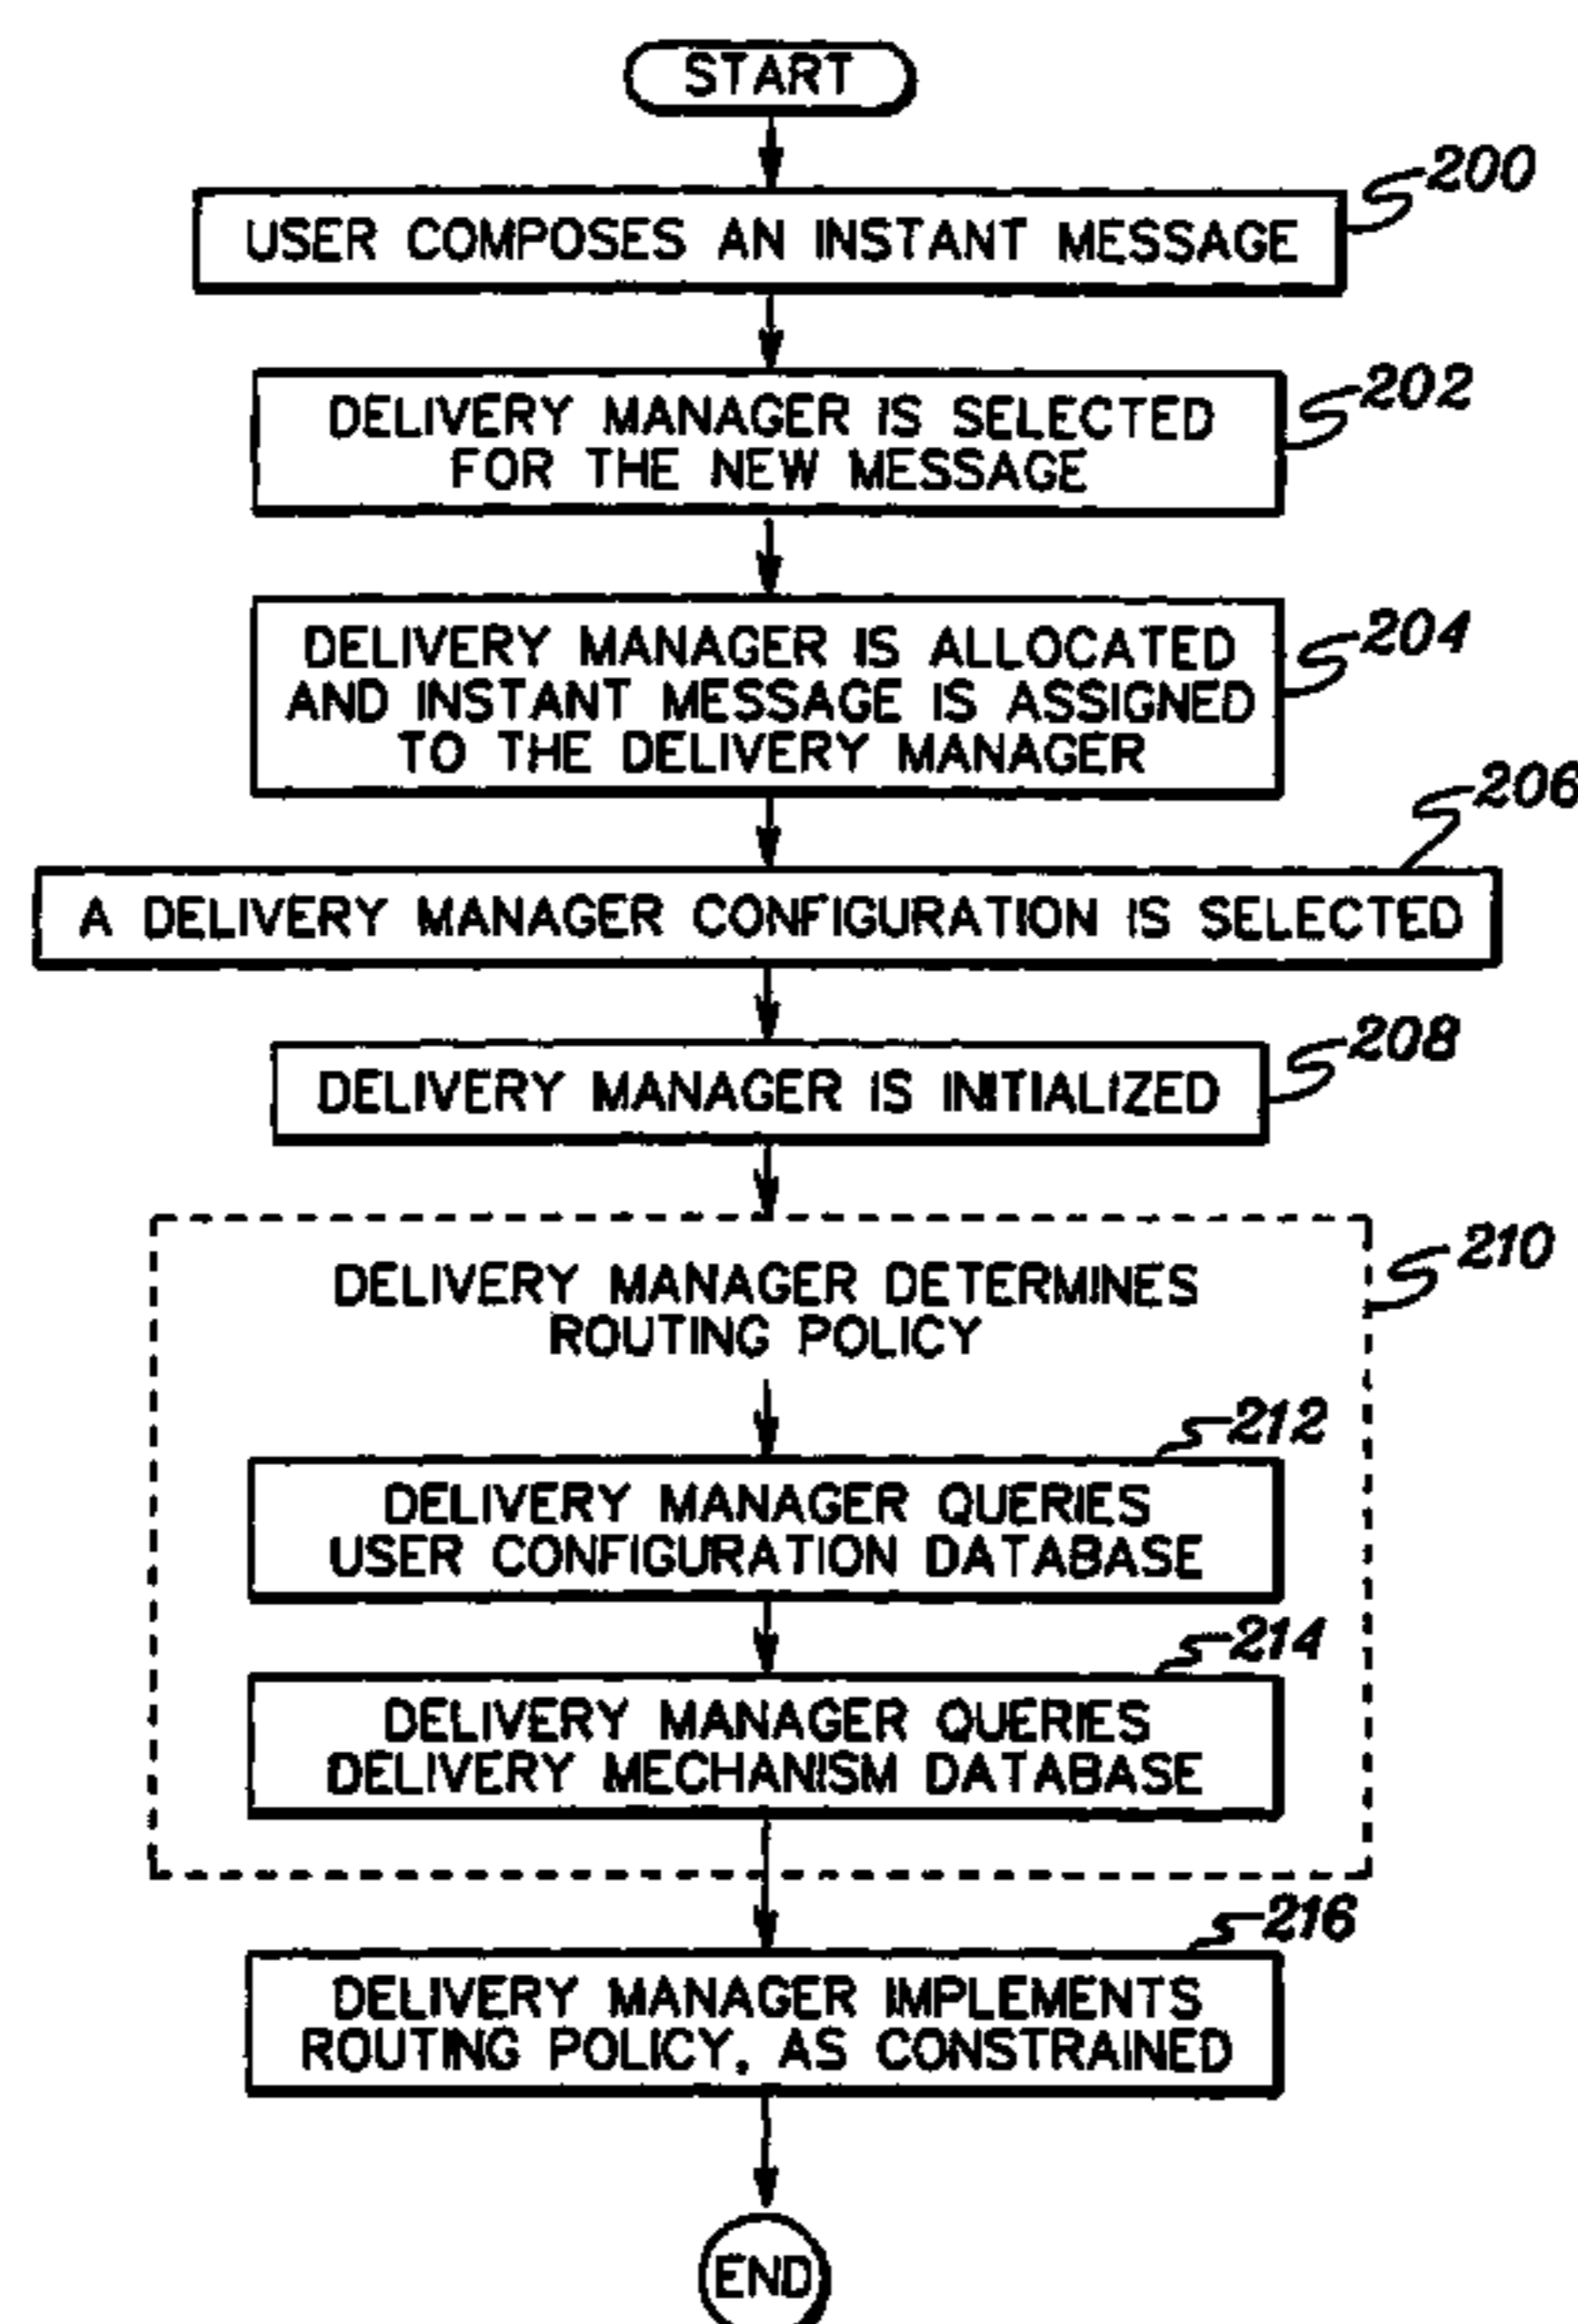 START
200
USER COMPOSES AN INSTANT MESSAGE
202
DELIVERY MANAGER IS SELECTED
FOR THE NEW MESSAGE
204
DELIVERY MANAGER IS ALLOCATED
AND INSTANT MESSAGE IS ASSIGNED
TO THE DELIVERY MANAGER
206
A DELIVERY MANAGER CONFIGURATION IS SELECTED
208
DELIVERY MANAGER IS INITIALIZED
210
DELIVERY MANAGER DETERMINES
ROUTING POLICY
212
DELIVERY MANAGER QUERIES
USER CONFIGURATION DATABASE
214
DELIVERY MANAGER QUERIES
DELIVERY MECHANISM DATABASE
216
DELIVERY MANAGER IMPLEMENTS
ROUTING POLICY, AS CONSTRAINED
END